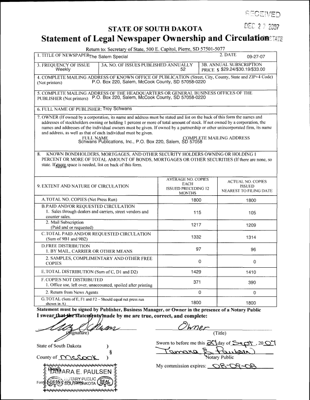 RECEIVED
DEC 12 2007
STATE OF SOUTH DAKOTA
Statement of Legal Newspaper Ownership and Circulation
Return to: Secretary of State, 500 E. Capitol, Pierre, SD 57501-5077
1. TITLE OF NEWSPAPER The Salem Special
2. DATE 09-27-07
3. FREQUENCY OF ISSUE Weekly
3A. NO. OF ISSUES PUBLISHED ANNUALLY 52
3B. ANNUAL SUBSCRIPTION PRICE $ $29.24/$30.19/$33.00
4. COMPLETE MAILING ADDRESS OF KNOWN OFFICE OF PUBLICATION (Street, City, County, State and ZIP+4 Code)
(Not Printers) P.O. Box 220, Salem, McCook County, SD 57058-0220
5. COMPLETE MAILING ADDRESS OF THE HEADQUARTERS OR GENERAL BUSINESS OFFICES OF THE
PUBLISHER (Not printers) P.O. Box 220, Salem, McCook County, SD 57058-0220
6. FULL NAME OF PUBLISHER: Troy Schwans
7. OWNER (If owned by a corporation, its name and address must be stated and list on the back of this form the names and
addresses of stockholders owning or holding 1 percent or more of total amount of stock. If not owned by a corporation, the
names and addresses of the individual owners must be given. If owned by a partnership or other unincorporated firm, its name
and address, as well as that of each individual must be given.
FULL NAME COMPLETE MAILING ADDRESS
Schwans Publications, Inc., P.O. Box 220, Salem, SD 57058
8. KNOWN BONDHOLDERS, MORTGAGES, AND OTHER SECURITY HOLDERS OWNING OR HOLDING 1
PERCENT OR MORE OF TOTAL AMOUNT OF BONDS, MORTGAGES OR OTHER SECURITIES (If there are none, so
state. If more space is needed, list on back of this form.
9. EXTENT AND NATURE OF CIRCULATION
AVERAGE NO. COPIES EACH ISSUED PRECEDING 12 MONTHS
ACTUAL NO. COPIES ISSUED NEAREST TO FILING DATE
A. TOTAL NO. COPIES (Net Press Run) 1800 1800
B. PAID AND/OR REQUESTED CIRCULATION
1. Sales through dealers and carriers, street vendors and
counter sales. 115 105
2. Mail Subscription
(Paid and or requested) 1217 1209
C. TOTAL PAID AND/OR REQUESTED CIRCULATION
(Sum of 9B1 and 9B2) 1332 1314
D. FREE DISTRIBUTION
1. BY MAIL, CARRIER OR OTHER MEANS 97 96
2. SAMPLES, COMPLIMENTARY AND OTHER FREE
COPIES 0 0
E. TOTAL DISTRIBUTION (Sum of C, D1 and D2) 1429 1410
F. COPIES NOT DISTRIBUTED
1. Office use, left over, unaccounted, spoiled after printing 371 390
2. Return from News Agents 0 0
G. TOTAL (Sum of E, F1 and F2 - Should equal net press run
shown in A) 1800 1800
Statement must be signed by Publisher, Business Manager, or Owner in the presence of a Notary Public
I swear that the statements made by me are true, correct, and complete:
Troy Schwans Owner
(Signature) (Title)
State of South Dakota )
County of McCook )
Sworn to before me this day of Sept., 2007
Tamara E. Paulsen
Notary Public
My commission expires:
TAMARA E. PAULSEN
NOTARY PUBLIC
SOUTH DAKOTA
SEAL